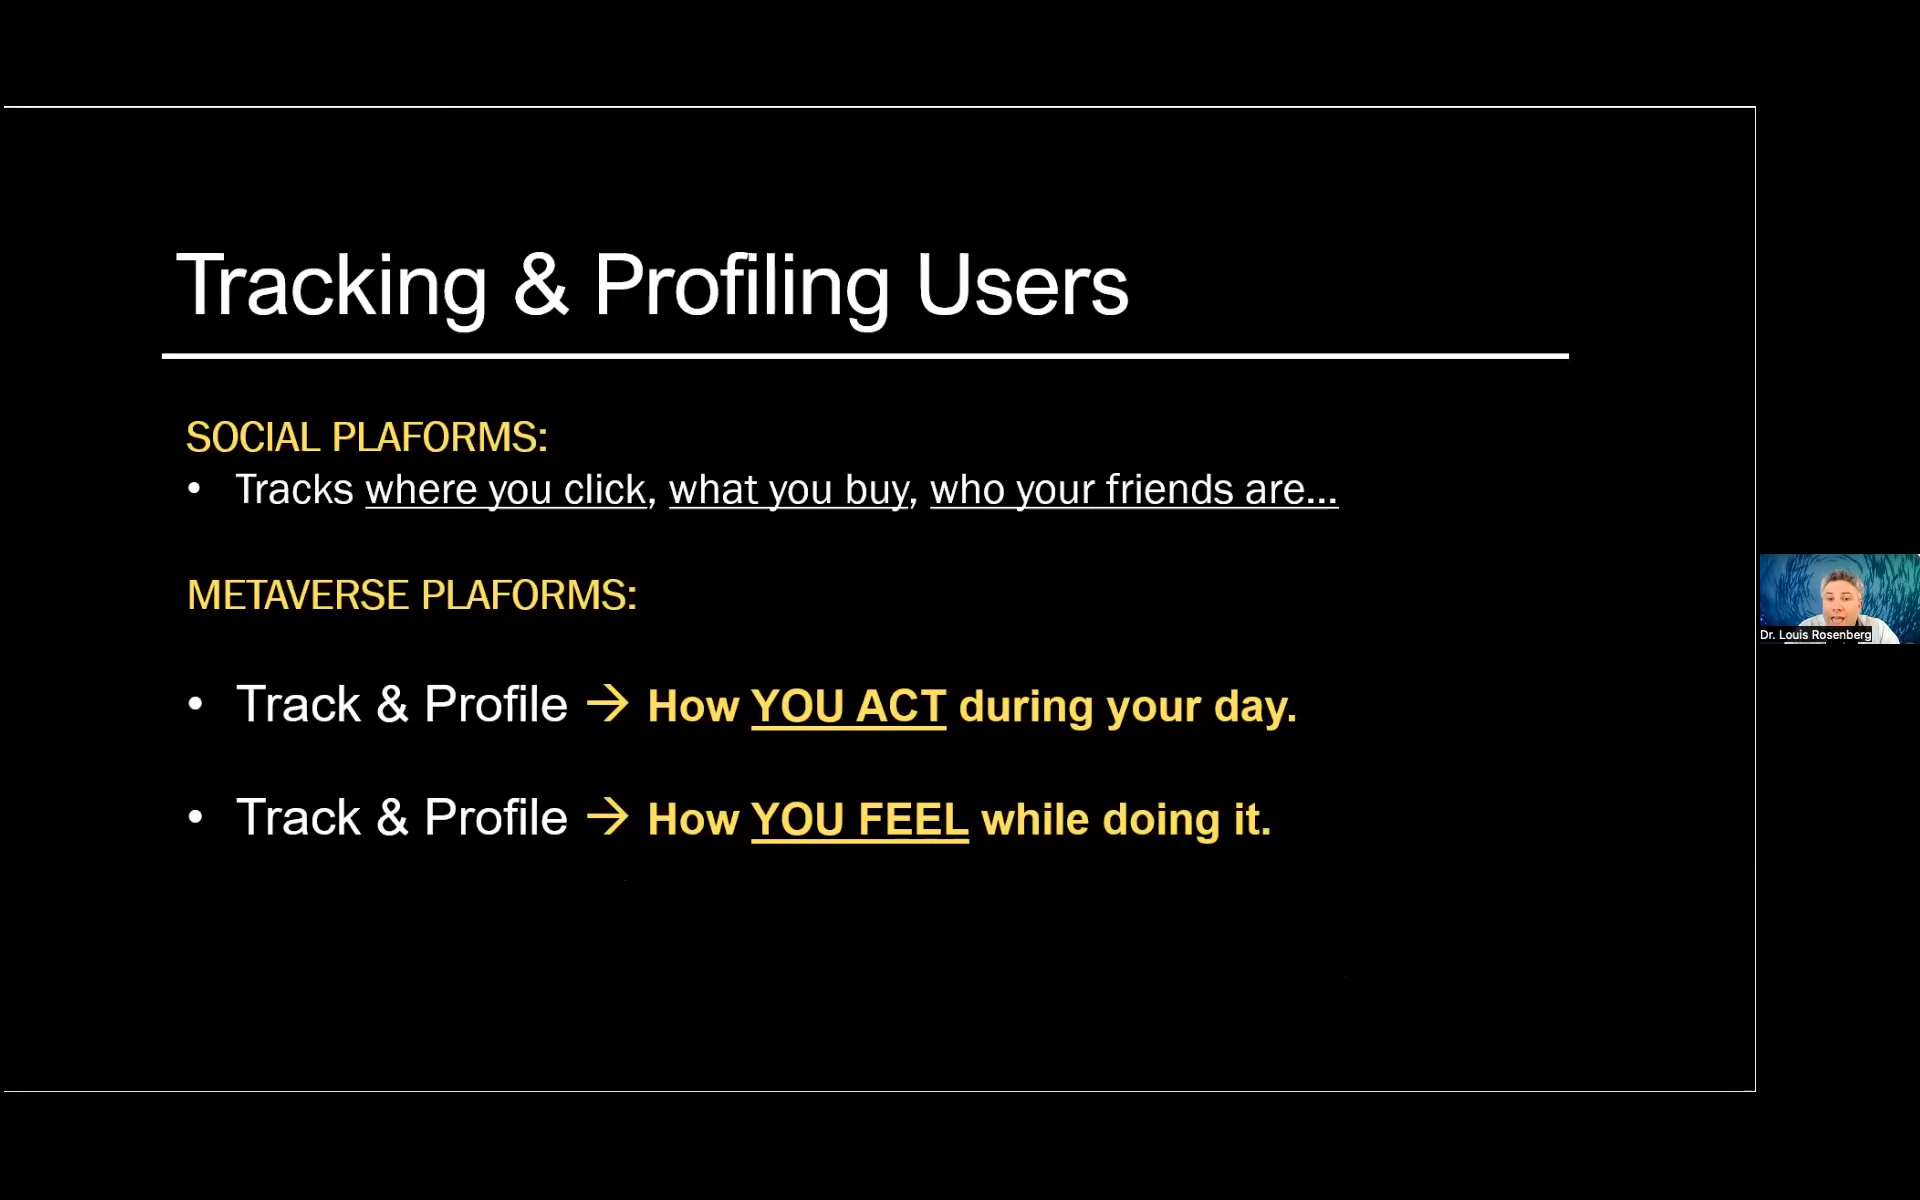 Tracking & Profiling Users
SOCIAL PLAFORMS:
• Tracks where you click, what you buy, who your friends are...
METAVERSE PLAFORMS:
• Track & Profile → How YOU ACT during your day.
• Track & Profile → How YOU FEEL while doing it.
Dr. Louis Rosenberg